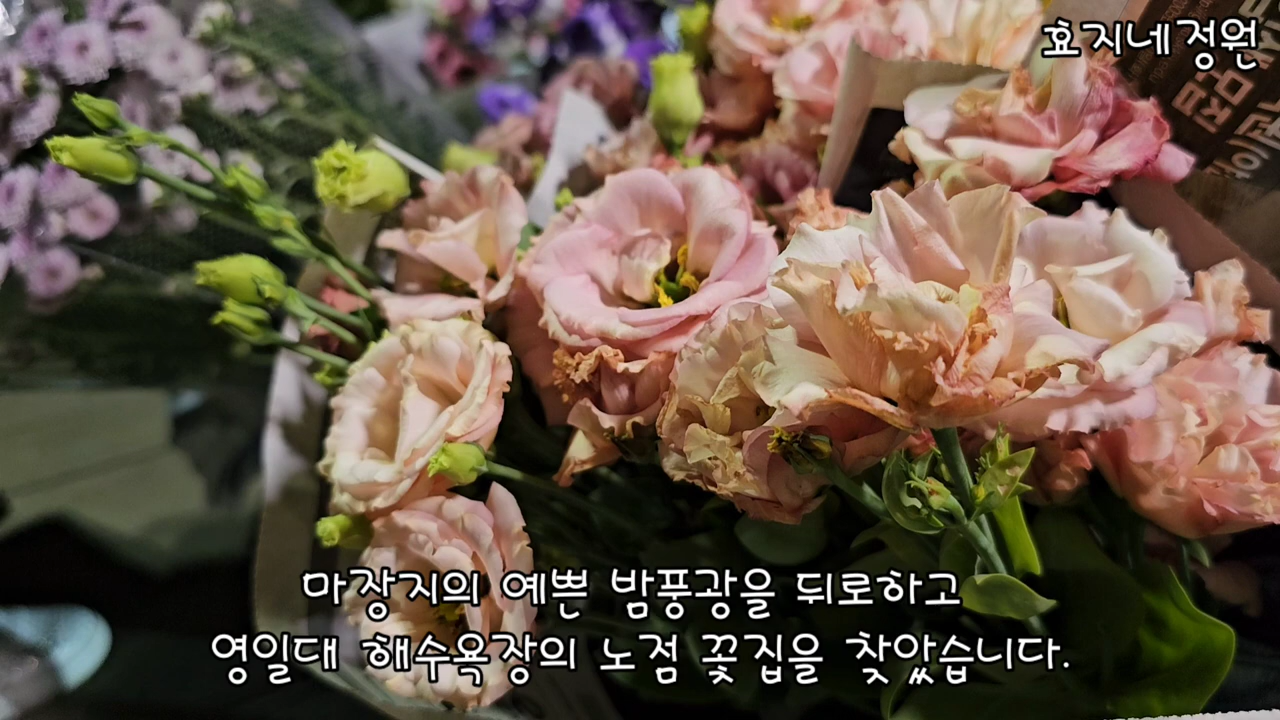 효지네정원
마장지의 예쁜 밤풍광을 뒤로하고
영일대 해수욕장의 노점 꽃집을 찾았습니다.